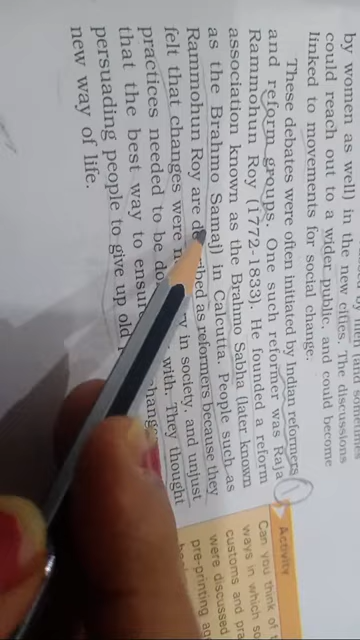 by women as well) in the new cities. The discussions
could reach out to a wider public, and could become
linked to movements for social change.
These debates were often initiated by Indian reformers
and reform groups. One such reformer was Raja
Rammohun Roy (1772-1833). He founded a reform
association known as the Brahmo Sabha (later known
as the Brahmo Samaj) in Calcutta. People such as
Rammohun Roy are described as reformers because they
felt that changes were in society, and unjust
practices needed to be with. They thought
that the best way to ensure
persuading people to give up old
new way of life.
Activity
Can you think of
ways in which
customs and
were discussed
pre-printing